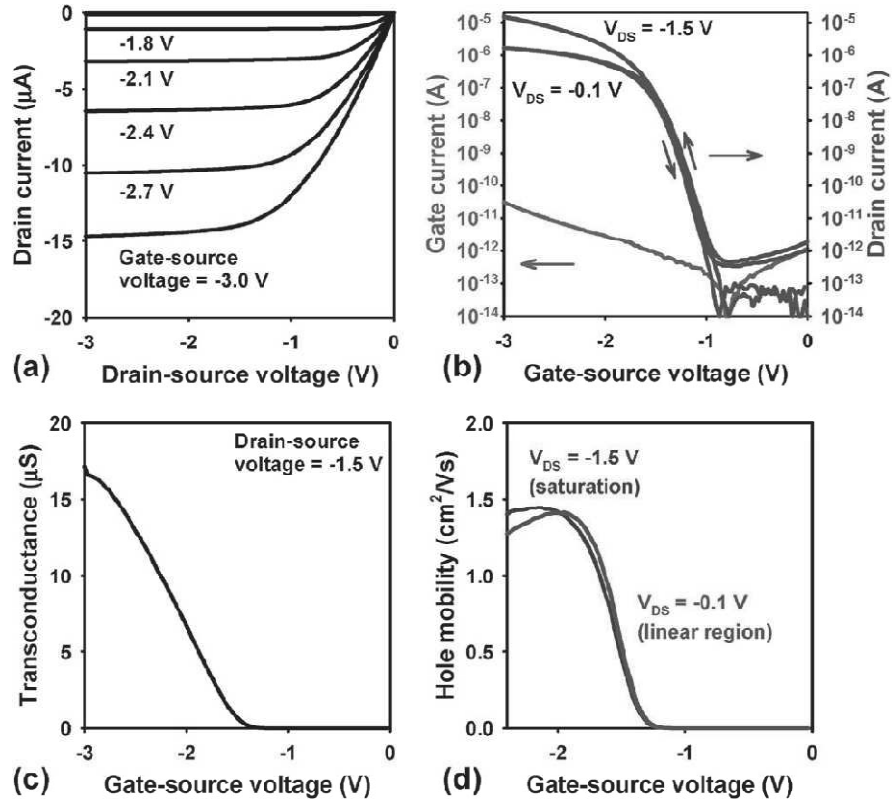 0
-5
-10
-15
-20
-3
-2
-1
0
Drain current (μA)
-1.8 V
-2.1 V
-2.4 V
-2.7 V
Gate-source
voltage = -3.0 V
(a)
Drain-source voltage (V)
10⁻⁵
10⁻⁶
10⁻⁷
10⁻⁸
10⁻⁹
10⁻¹⁰
10⁻¹¹
10⁻¹²
10⁻¹³
10⁻¹⁴
Gate current (A)
V_DS = -1.5 V
V_DS = -0.1 V
10⁻⁵
10⁻⁶
10⁻⁷
10⁻⁸
10⁻⁹
10⁻¹⁰
10⁻¹¹
10⁻¹²
10⁻¹³
10⁻¹⁴
Drain current (A)
-3
-2
-1
0
(b)
Gate-source voltage (V)
20
15
10
5
0
Transconductance (μS)
Drain-source
voltage = -1.5 V
-3
-2
-1
0
(c)
Gate-source voltage (V)
2.0
1.5
1.0
0.5
0.0
Hole mobility (cm²/Vs)
V_DS = -1.5 V
(saturation)
V_DS = -0.1 V
(linear region)
-2
-1
0
(d)
Gate-source voltage (V)